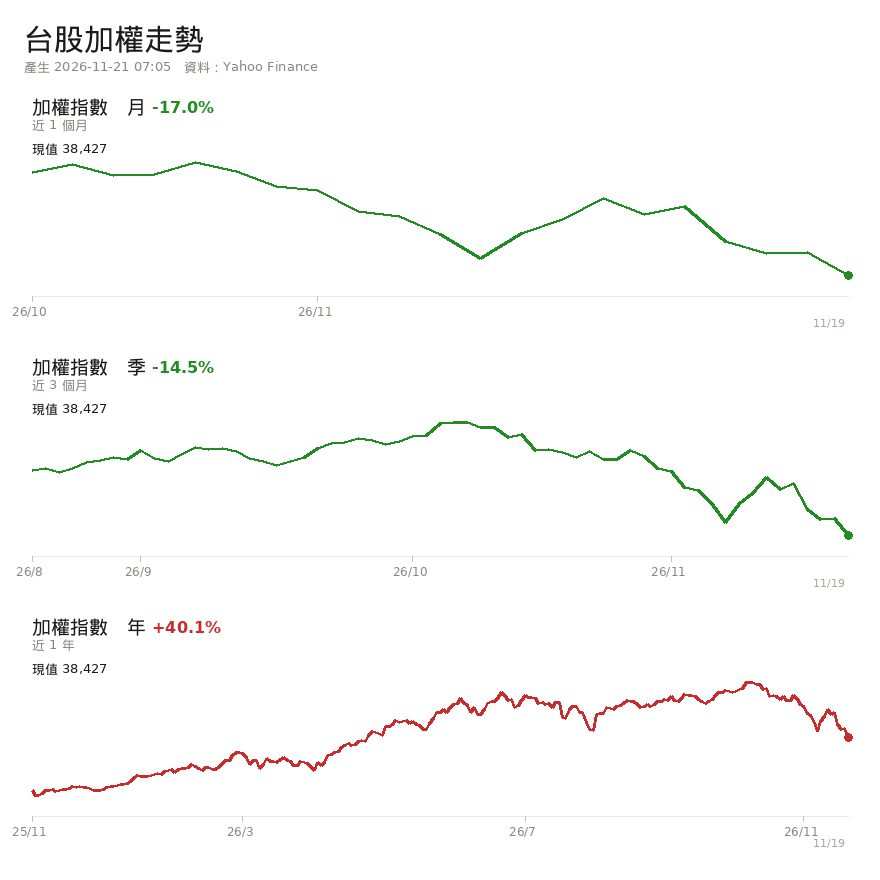 台股加權走勢
產生 2026-11-21 07:05 資料：Yahoo Finance
加權指數 月 -17.0%
近 1 個月
現值 38,427
26/10 26/11
11/19
加權指數 季 -14.5%
近 3 個月
現值 38,427
26/8 26/9 26/10 26/11
11/19
加權指數 年 +40.1%
近 1 年
現值 38,427
25/11 26/3 26/7 26/11
11/19